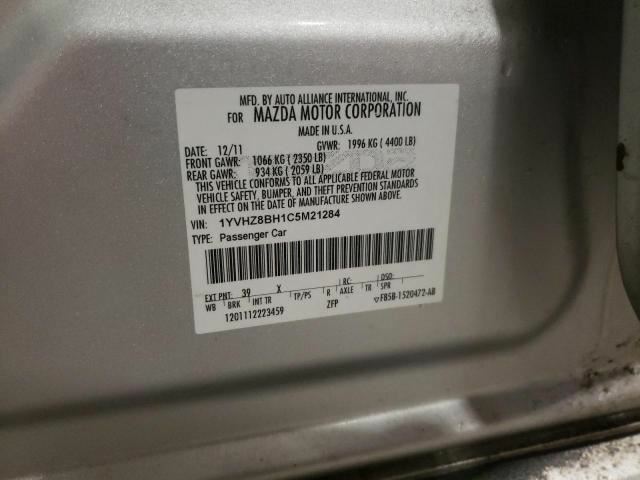 MFD. BY AUTO ALLIANCE INTERNATIONAL, INC.
FOR MAZDA MOTOR CORPORATION
MADE IN U.S.A.
DATE: 12/11 GVWR: 1996 KG ( 4400 LB)
FRONT GAWR: 1066 KG ( 2350 LB)
REAR GAWR: 934 KG ( 2059 LB)
THIS VEHICLE CONFORMS TO ALL APPLICABLE FEDERAL MOTOR
VEHICLE SAFETY, BUMPER, AND THEFT PREVENTION STANDARDS
IN EFFECT ON THE DATE OF MANUFACTURE SHOWN ABOVE.
VIN: 1YVHZ8BH1C5M21284
TYPE: Passenger Car
EXT PNT: 39 X RC: DSO:
WB BRK INT TR TP/PS R AXLE TR SPR
1201112223459 ZFP ▽F85B-1520472-AB